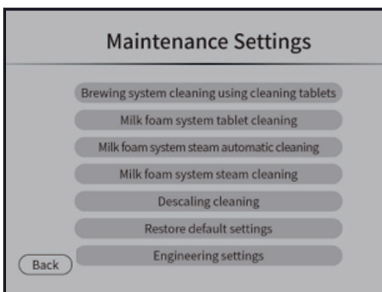 Maintenance Settings
Brewing system cleaning using cleaning tablets
Milk foam system tablet cleaning
Milk foam system steam automatic cleaning
Milk foam system steam cleaning
Descaling cleaning
Restore default settings
Engineering settings
Back